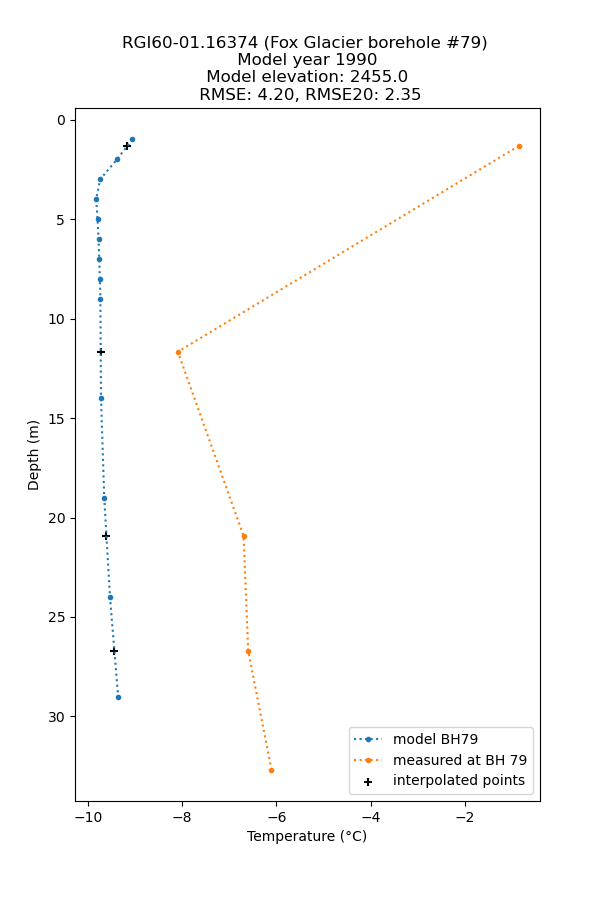 RGI60-01.16374 (Fox Glacier borehole #79)
Model year 1990
Model elevation: 2455.0
RMSE: 4.20, RMSE20: 2.35
0
5
10
15
20
25
30
Depth (m)
−10
−8
−6
−4
−2
Temperature (°C)
model BH79
measured at BH 79
interpolated points